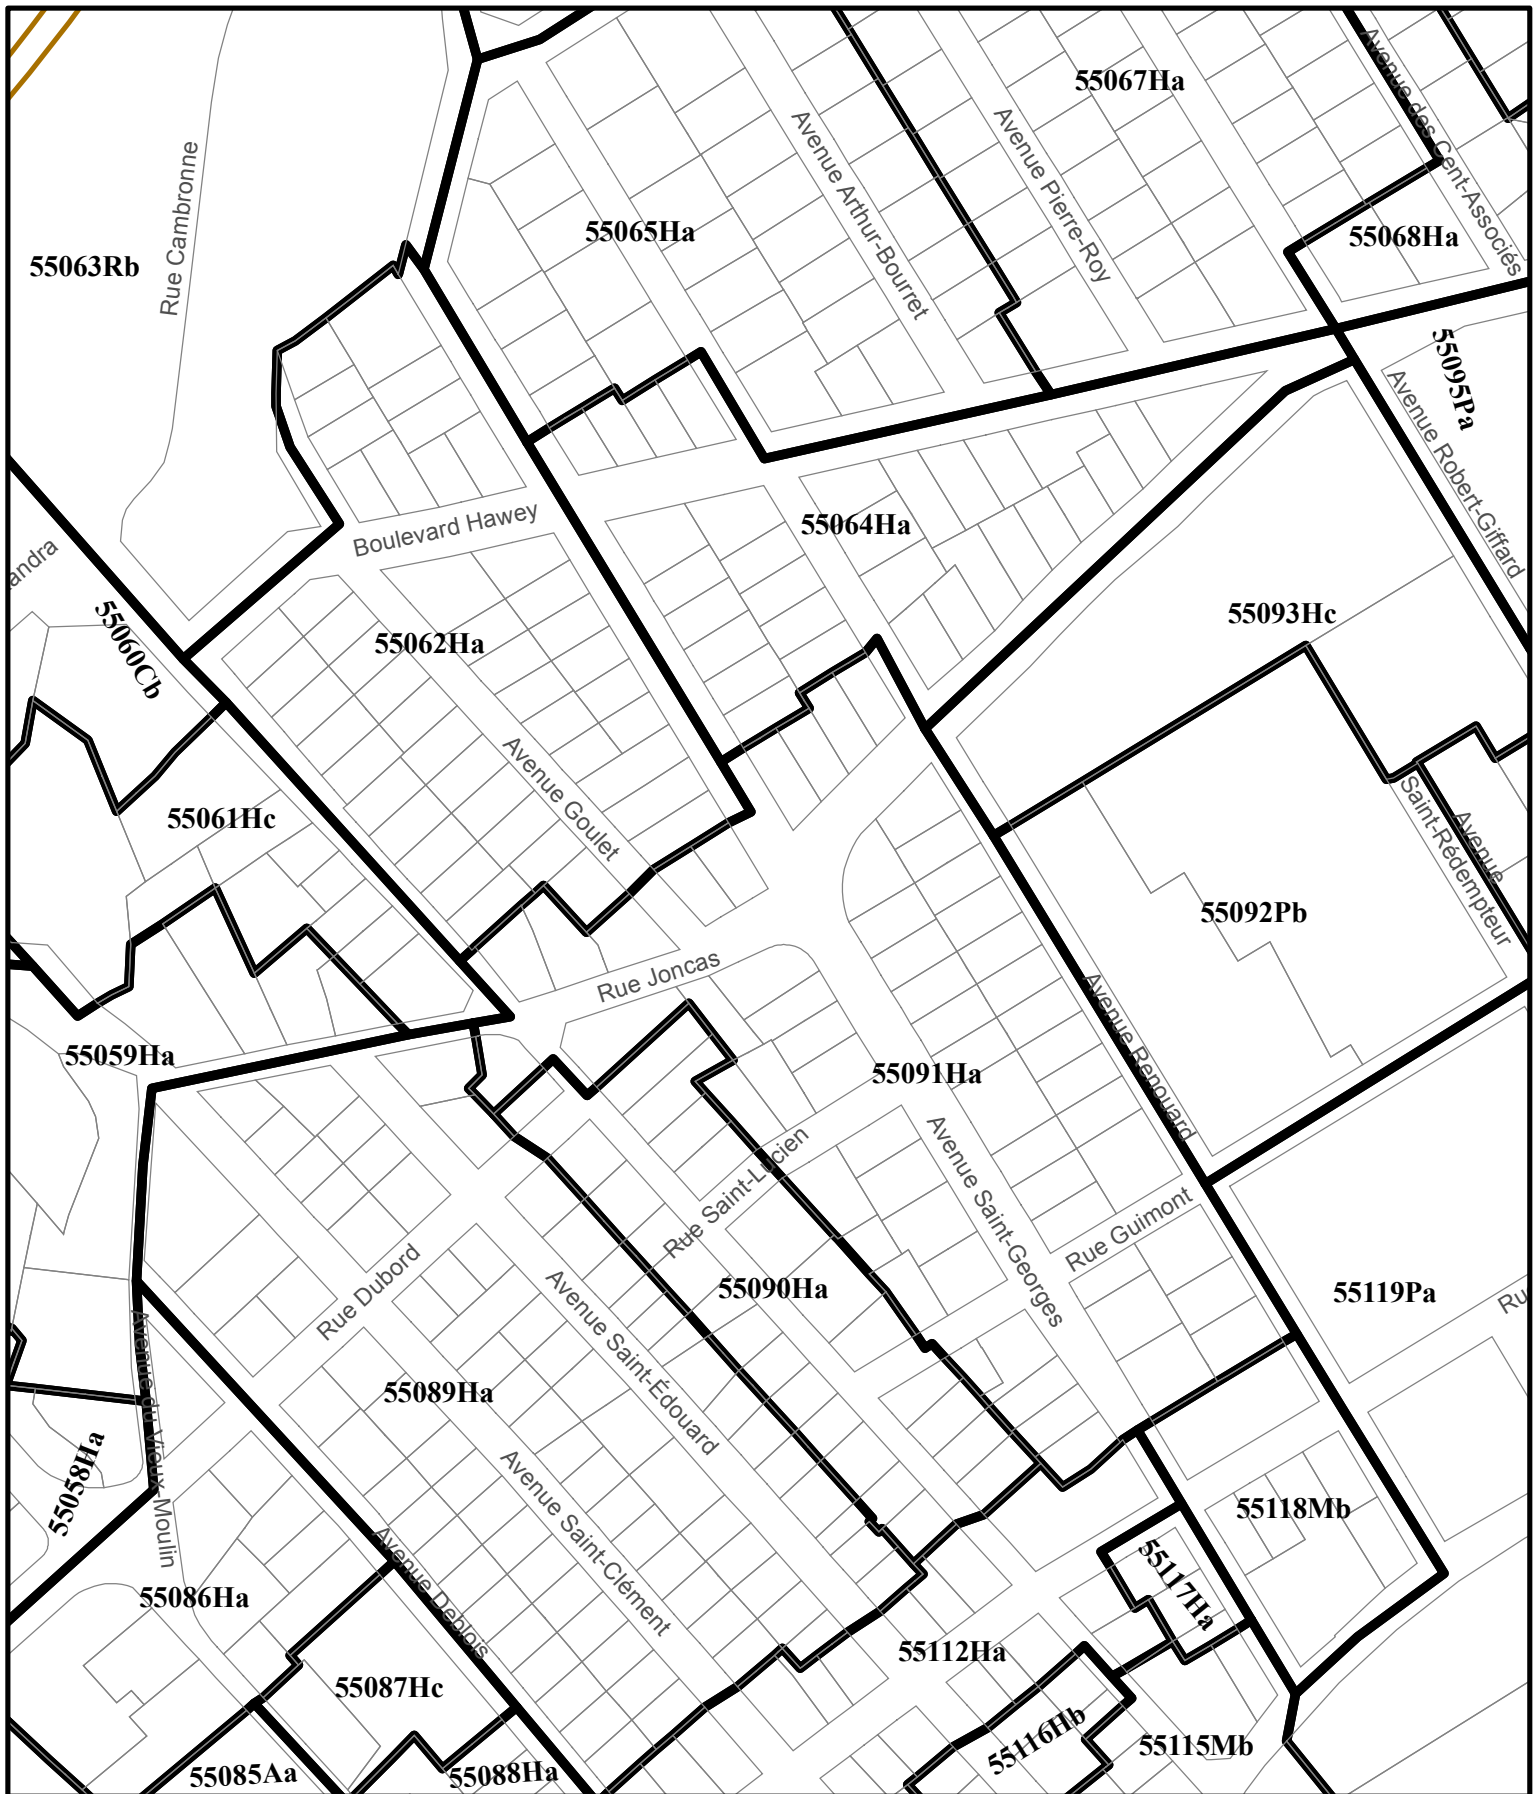 55067Ha
Avenue des Cent-Associés
Avenue Arthur-Bourret
Avenue Pierre-Roy
Rue Cambronne
55065Ha
55068Ha
55063Rb
55095Pa
Avenue Robert-Giffard
Boulevard Hawey
55064Ha
andra
55060Cb
55062Ha
55093Hc
Avenue Goulet
55061Hc
Avenue
Saint-Rédempteur
55092Pb
Rue Joncas
Avenue Renouard
55059Ha
55091Ha
Rue Saint-Lucien
Avenue Saint-Georges
Rue Guimont
Rue Dubord
55090Ha
55119Pa
Ru
Avenue Saint-Édouard
Avenue du Vieux-Moulin
55089Ha
55058Ha
Avenue Saint-Clément
55118Mb
Avenue Deblois
55117Ha
55086Ha
55112Ha
55087Hc
55116Hb
55115Mb
55085Aa
55088Ha